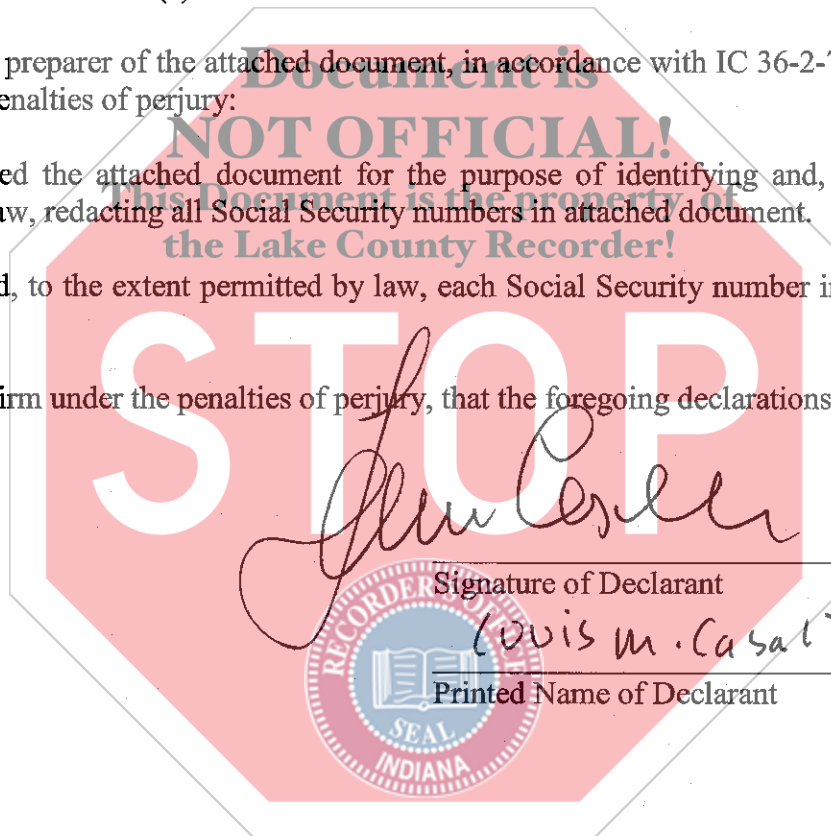 preparer of the attached document, in accordance with IC 36-2-7
enalties of perjury:
Document is
NOT OFFICIAL!
This Document is the property of
the Lake County Recorder!
ed the attached document for the purpose of identifying and,
aw, redacting all Social Security numbers in attached document.
d, to the extent permitted by law, each Social Security number in
STOP
irm under the penalties of perjury, that the foregoing declarations
Signature of Declarant
Louis M. Casal
Printed Name of Declarant
RECORDER'S OFFICE
SEAL
INDIANA